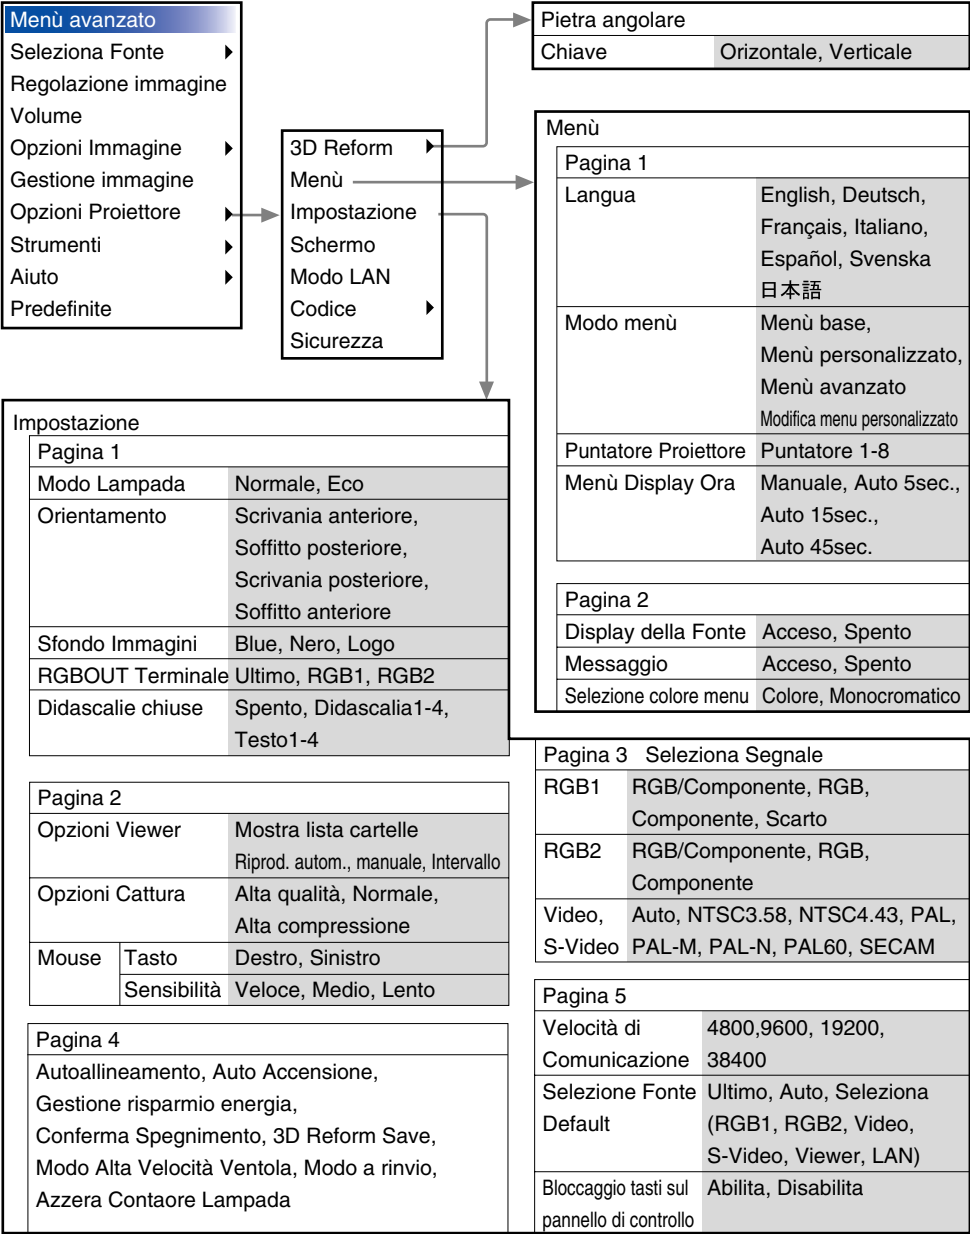 Menù avanzato
Seleziona Fonte
Regolazione immagine
Volume
Opzioni Immagine
Gestione immagine
Opzioni Proiettore
Strumenti
Aiuto
Predefinite
3D Reform
Menù
Impostazione
Schermo
Modo LAN
Codice
Sicurezza
Pietra angolare
Chiave Orizontale, Verticale
Menù
Pagina 1
Langua English, Deutsch,
Français, Italiano,
Español, Svenska
日本語
Modo menù Menù base,
Menù personalizzato,
Menù avanzato
Modifica menu personalizzato
Puntatore Proiettore Puntatore 1-8
Menù Display Ora Manuale, Auto 5sec.,
Auto 15sec.,
Auto 45sec.
Pagina 2
Display della Fonte Acceso, Spento
Messaggio Acceso, Spento
Selezione colore menu Colore, Monocromatico
Impostazione
Pagina 1
Modo Lampada Normale, Eco
Orientamento Scrivania anteriore,
Soffitto posteriore,
Scrivania posteriore,
Soffitto anteriore
Sfondo Immagini Blue, Nero, Logo
RGBOUT Terminale Ultimo, RGB1, RGB2
Didascalie chiuse Spento, Didascalia1-4,
Testo1-4
Pagina 2
Opzioni Viewer Mostra lista cartelle
Riprod. autom., manuale, Intervallo
Opzioni Cattura Alta qualità, Normale,
Alta compressione
Mouse Tasto Destro, Sinistro
Sensibilità Veloce, Medio, Lento
Pagina 3 Seleziona Segnale
RGB1 RGB/Componente, RGB,
Componente, Scarto
RGB2 RGB/Componente, RGB,
Componente
Video, Auto, NTSC3.58, NTSC4.43, PAL,
S-Video PAL-M, PAL-N, PAL60, SECAM
Pagina 4
Autoallineamento, Auto Accensione,
Gestione risparmio energia,
Conferma Spegnimento, 3D Reform Save,
Modo Alta Velocità Ventola, Modo a rinvio,
Azzera Contaore Lampada
Pagina 5
Velocità di 4800,9600, 19200,
Comunicazione 38400
Selezione Fonte Ultimo, Auto, Seleziona
Default (RGB1, RGB2, Video,
S-Video, Viewer, LAN)
Bloccaggio tasti sul Abilita, Disabilita
pannello di controllo